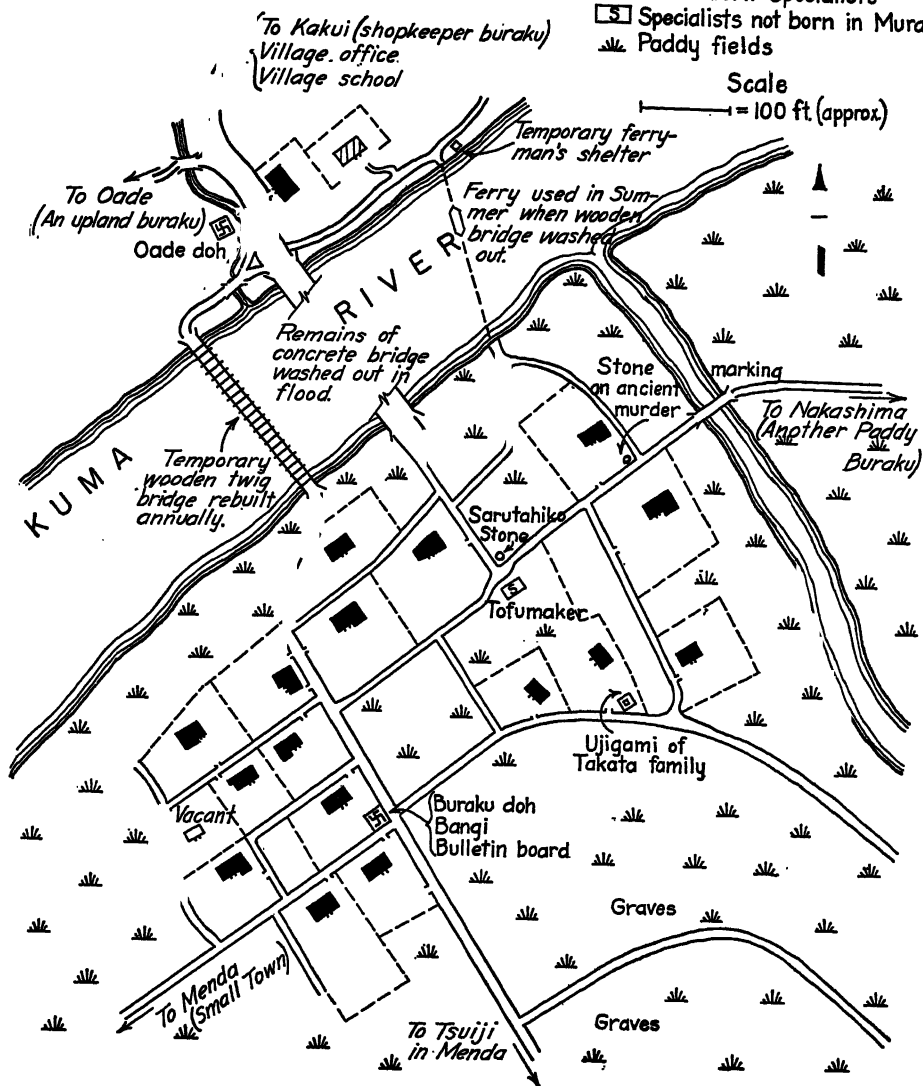 Specialists not born in Mura
Paddy fields
Scale
= 100 ft. (approx)
To Kakui (shopkeeper buraku)
Village office
Village school
Temporary ferry-
man's shelter
To Oade
(An upland buraku)
Oade doh
Ferry used in Sum-
mer when wooden
bridge washed
out.
KUMA RIVER
Remains of
concrete bridge
washed out in
flood.
Temporary
wooden twig
bridge rebuilt
annually.
Stone marking
on ancient
murder
To Nakashima
(Another Paddy
Buraku)
Sarutahiko
Stone
S
Tofumaker
Ujigami of
Takata family
Vacant
Buraku doh
Bangi
Bulletin board
Graves
Graves
To Menda
(Small Town)
To Tsuiji
in Menda